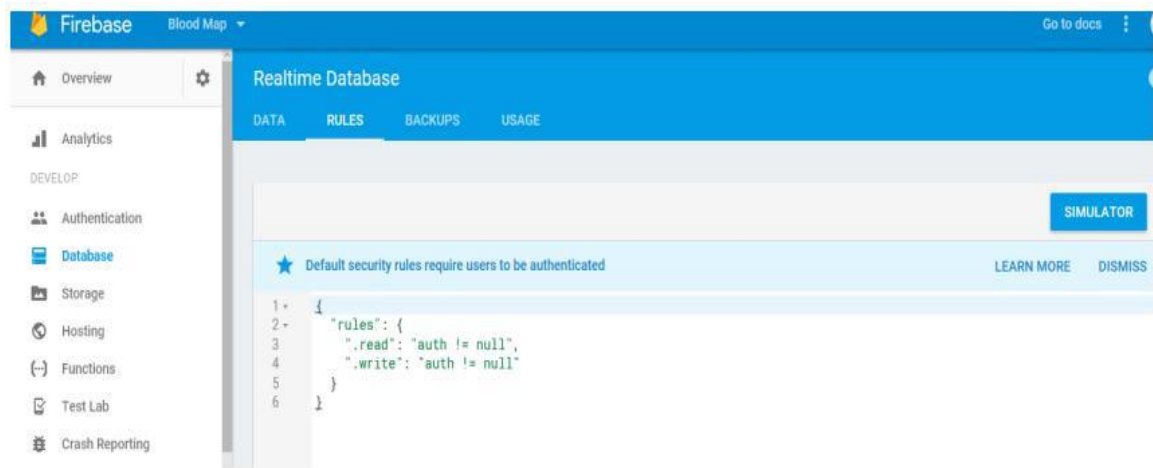 Firebase Blood Map Go to docs
Overview
Analytics
DEVELOP
Authentication
Database
Storage
Hosting
Functions
Test Lab
Crash Reporting
Realtime Database
DATA RULES BACKUPS USAGE
SIMULATOR
Default security rules require users to be authenticated LEARN MORE DISMISS
1 {
2 "rules": {
3 ".read": "auth != null",
4 ".write": "auth != null"
5 }
6 }